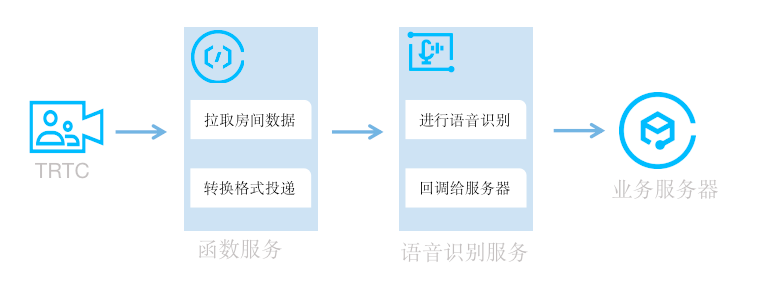 拉取房间数据
转换格式投递
进行语音识别
回调给服务器
TRTC
函数服务
语音识别服务
业务服务器